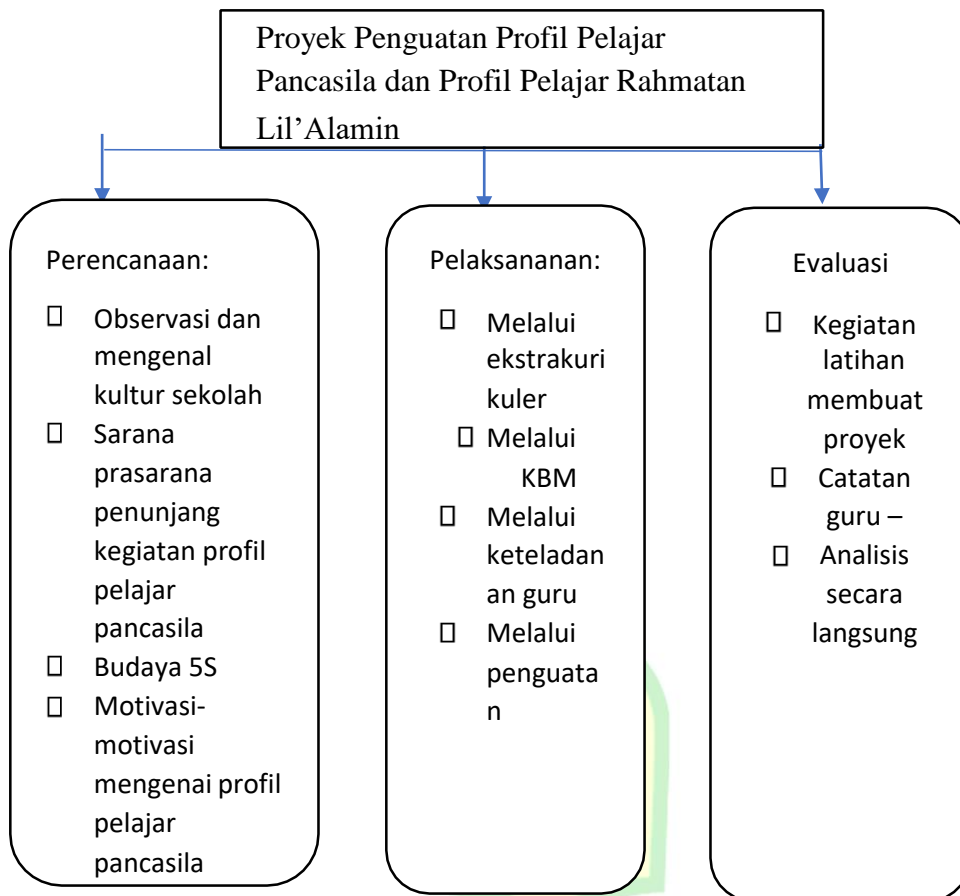 Proyek Penguatan Profil Pelajar
Pancasila dan Profil Pelajar Rahmatan
Lil’Alamin
Perencanaan:
Observasi dan
mengenal
kultur sekolah
Sarana
prasarana
penunjang
kegiatan profil
pelajar
pancasila
Budaya 5S
Motivasi-
motivasi
mengenai profil
pelajar
pancasila
Pelaksananan:
Melalui
ekstrakuri
kuler
Melalui
KBM
Melalui
keteladan
an guru
Melalui
penguata
n
Evaluasi
Kegiatan
latihan
membuat
proyek
Catatan
guru –
Analisis
secara
langsung